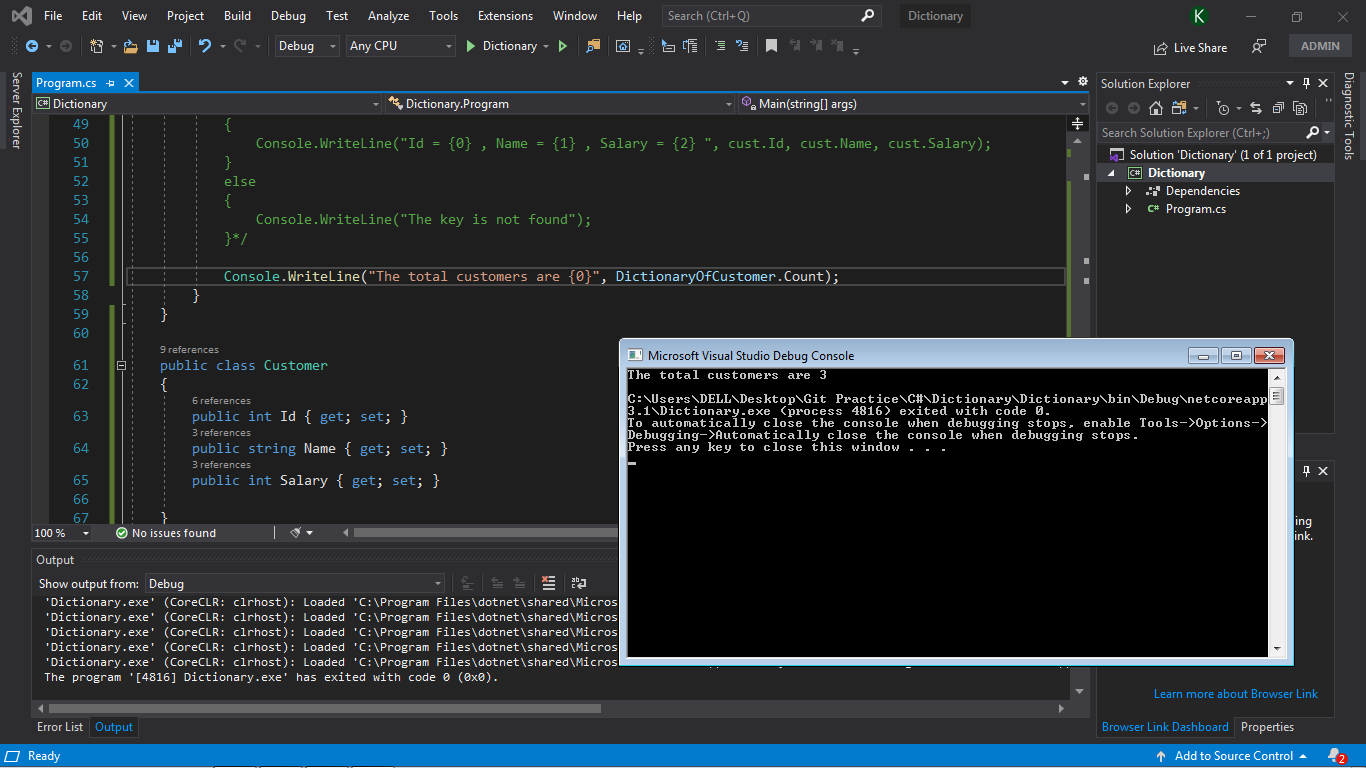 File Edit View Project Build Debug Test Analyze Tools Extensions Window Help Search (Ctrl+Q) Dictionary K
Debug Any CPU Dictionary Live Share ADMIN
Server Explorer
Program.cs
Dictionary Dictionary.Program Main(string[] args)
49 {
50 Console.WriteLine("Id = {0} , Name = {1} , Salary = {2} ", cust.Id, cust.Name, cust.Salary);
51 }
52 else
53 {
54 Console.WriteLine("The key is not found");
55 }*/
56
57 Console.WriteLine("The total customers are {0}", DictionaryOfCustomer.Count);
58 }
59 }
60
9 references
61 public class Customer
62 {
6 references
63 public int Id { get; set; }
3 references
64 public string Name { get; set; }
3 references
65 public int Salary { get; set; }
66
67 }
100 % No issues found
Solution Explorer
Search Solution Explorer (Ctrl+;)
Solution 'Dictionary' (1 of 1 project)
C# Dictionary
Dependencies
C# Program.cs
Diagnostic Tools
Microsoft Visual Studio Debug Console
The total customers are 3
C:\Users\DELL\Desktop\Git Practice\C#\Dictionary\Dictionary\bin\Debug\netcoreapp
3.1\Dictionary.exe (process 4816) exited with code 0.
To automatically close the console when debugging stops, enable Tools->Options->
Debugging->Automatically close the console when debugging stops.
Press any key to close this window . . .
Output
Show output from: Debug
'Dictionary.exe' (CoreCLR: clrhost): Loaded 'C:\Program Files\dotnet\shared\Micros
'Dictionary.exe' (CoreCLR: clrhost): Loaded 'C:\Program Files\dotnet\shared\Micros
'Dictionary.exe' (CoreCLR: clrhost): Loaded 'C:\Program Files\dotnet\shared\Micros
'Dictionary.exe' (CoreCLR: clrhost): Loaded 'C:\Program Files\dotnet\shared\Micros
'Dictionary.exe' (CoreCLR: clrhost): Loaded 'C:\Program Files\dotnet\shared\Micros
The program '[4816] Dictionary.exe' has exited with code 0 (0x0).
Error List Output
ing
ink.
Learn more about Browser Link
Browser Link Dashboard Properties
Ready Add to Source Control 2